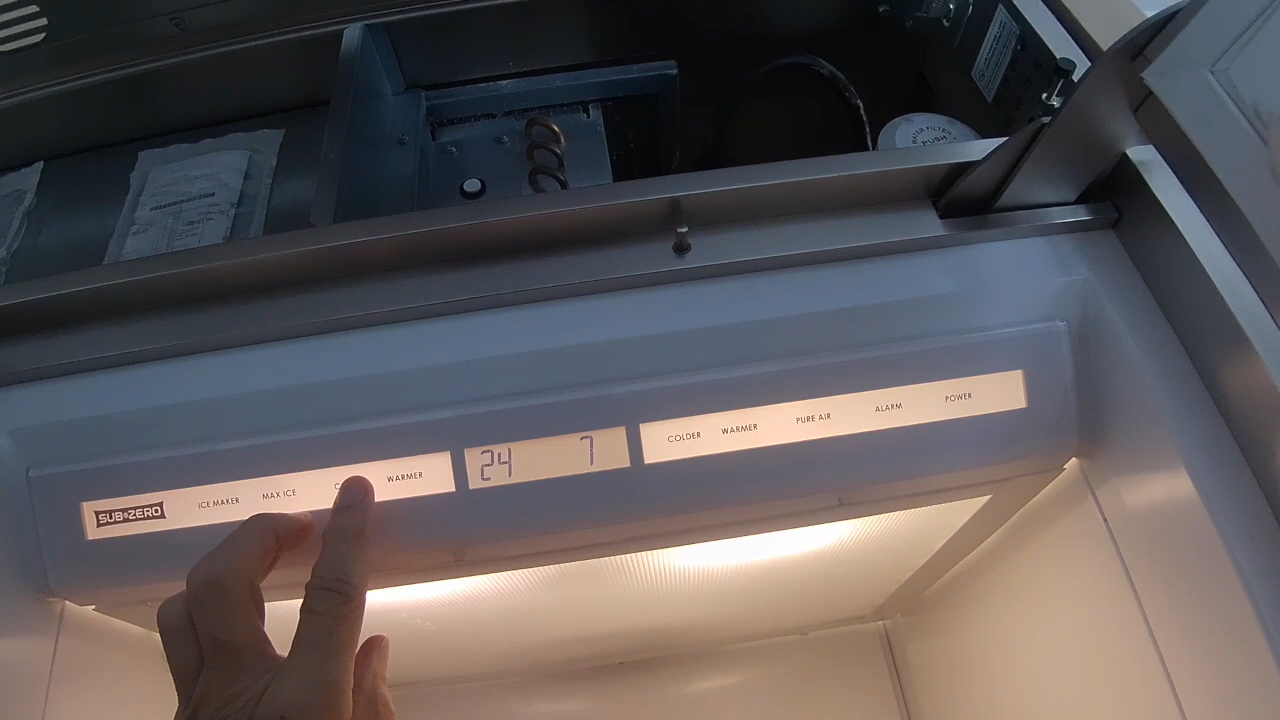 WATER FILTER
PUSH
SUB ZERO
ICE MAKER
MAX ICE
WARMER
24
7
COLDER
WARMER
PURE AIR
ALARM
POWER